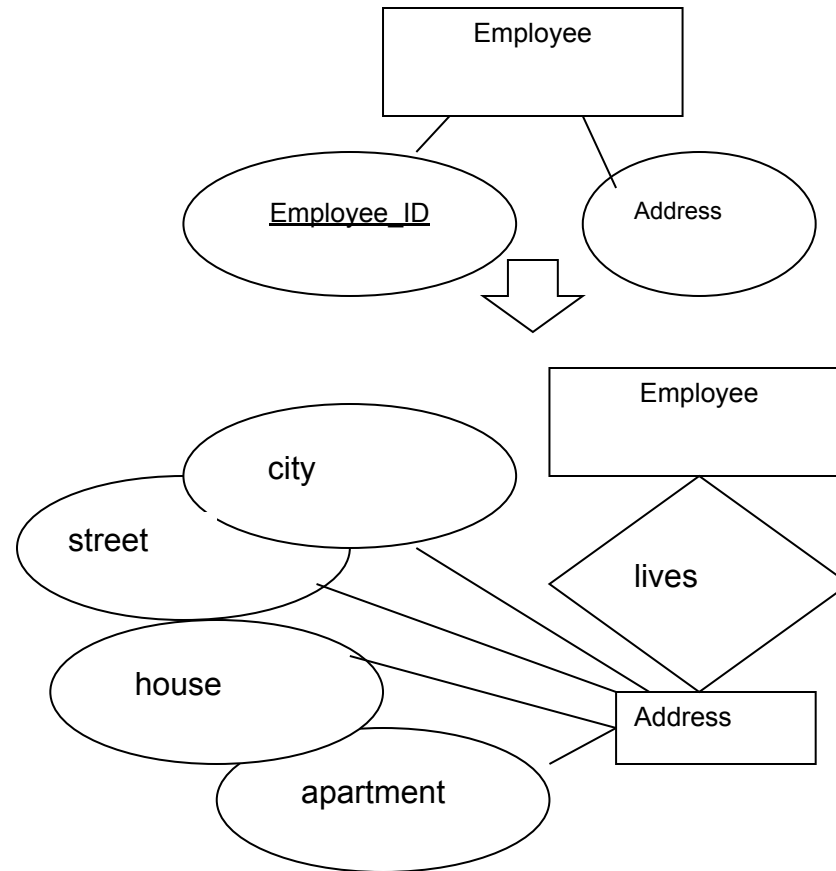 Employee
Employee_ID
Address
Employee
city
street
lives
house
Address
apartment